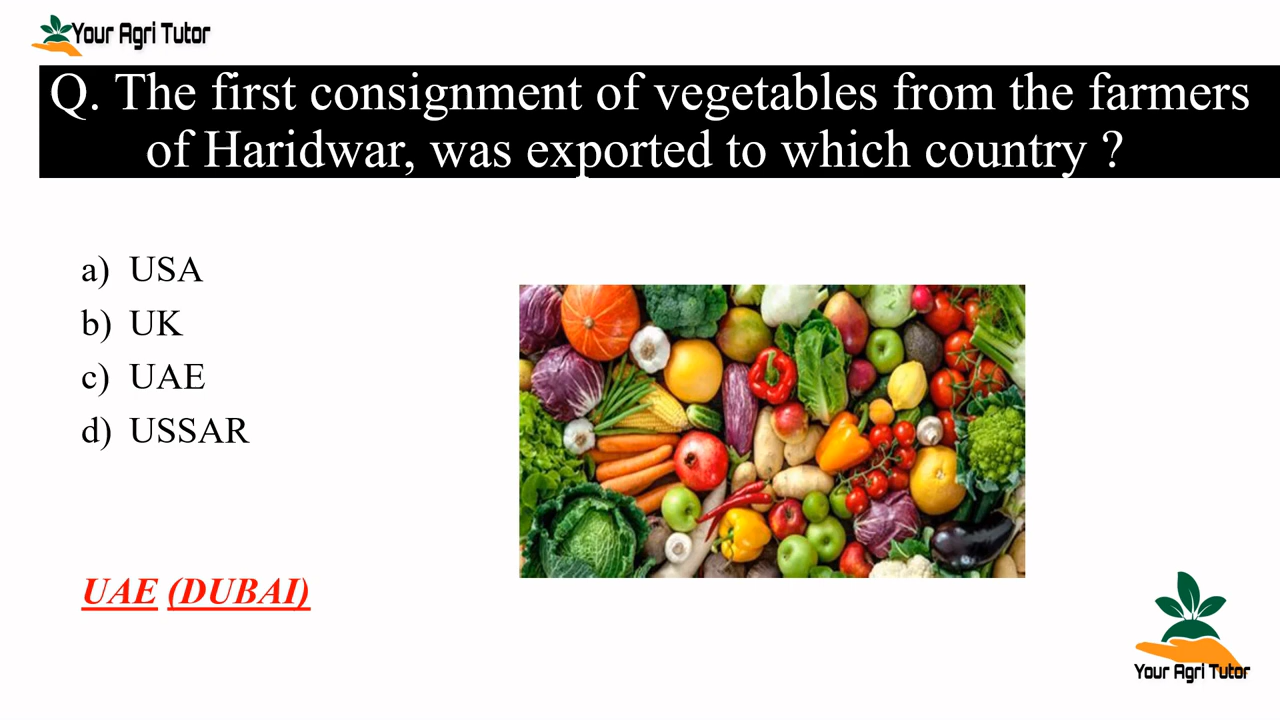 Your Agri Tutor
Q. The first consignment of vegetables from the farmers
of Haridwar, was exported to which country ?
a) USA
b) UK
c) UAE
d) USSAR
UAE (DUBAI)
Your Agri Tutor